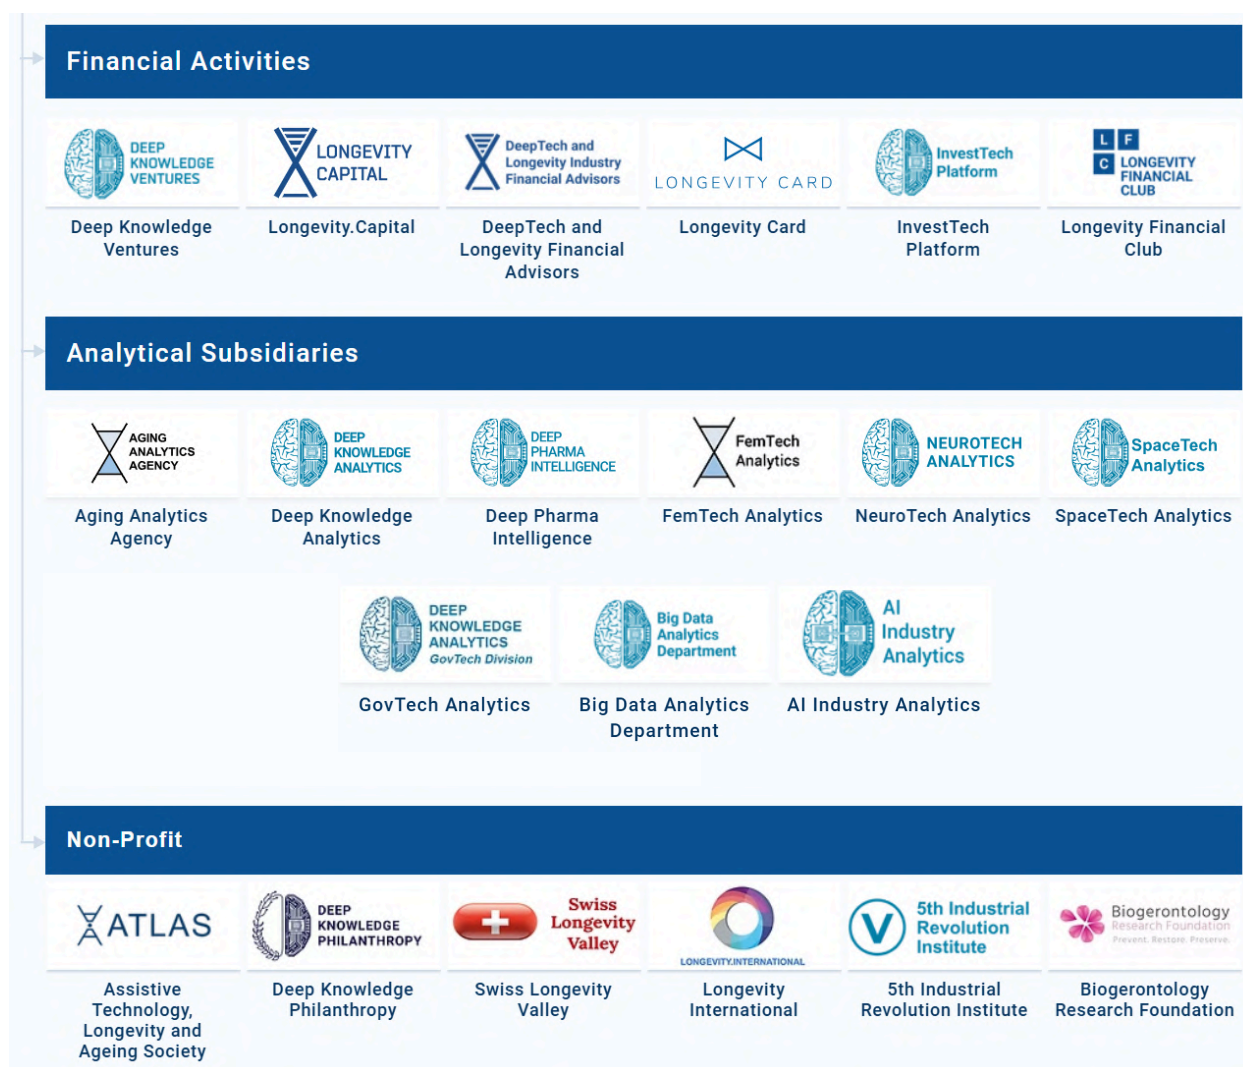 Financial Activities
DEEP
KNOWLEDGE
VENTURES
LONGEVITY
CAPITAL
DeepTech and
Longevity Industry
Financial Advisors
LONGEVITY CARD
InvestTech
Platform
L F
C LONGEVITY
FINANCIAL
CLUB
Deep Knowledge
Ventures
Longevity.Capital
DeepTech and
Longevity Financial
Advisors
Longevity Card
InvestTech
Platform
Longevity Financial
Club
Analytical Subsidiaries
AGING
ANALYTICS
AGENCY
DEEP
KNOWLEDGE
ANALYTICS
DEEP
PHARMA
INTELLIGENCE
FemTech
Analytics
NEUROTECH
ANALYTICS
SpaceTech
Analytics
Aging Analytics
Agency
Deep Knowledge
Analytics
Deep Pharma
Intelligence
FemTech Analytics
NeuroTech Analytics
SpaceTech Analytics
DEEP
KNOWLEDGE
ANALYTICS
GovTech Division
Big Data
Analytics
Department
AI
Industry
Analytics
GovTech Analytics
Big Data Analytics
Department
AI Industry Analytics
Non-Profit
ATLAS
DEEP
KNOWLEDGE
PHILANTHROPY
Swiss
Longevity
Valley
LONGEVITY.INTERNATIONAL
V
5th Industrial
Revolution
Institute
Biogerontology
Research Foundation
Prevent. Restore. Preserve.
Assistive
Technology,
Longevity and
Ageing Society
Deep Knowledge
Philanthropy
Swiss Longevity
Valley
Longevity
International
5th Industrial
Revolution Institute
Biogerontology
Research Foundation